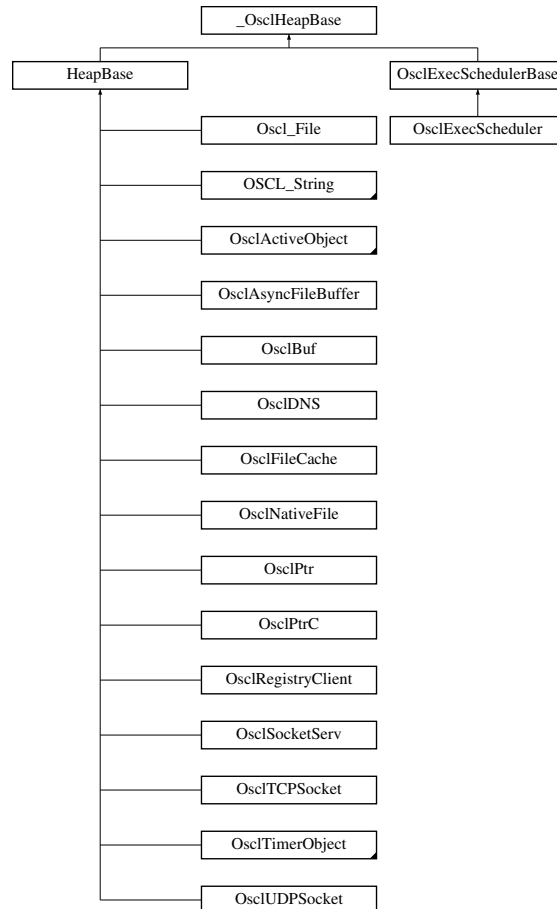 _OsclHeapBase
HeapBase
OsclExecSchedulerBase
Oscl_File
OsclExecScheduler
OSCL_String
OsclActiveObject
OsclAsyncFileBuffer
OsclBuf
OsclDNS
OsclFileCache
OsclNativeFile
OsclPtr
OsclPtrC
OsclRegistryClient
OsclSocketServ
OsclTCPSocket
OsclTimerObject
OsclUDPSocket